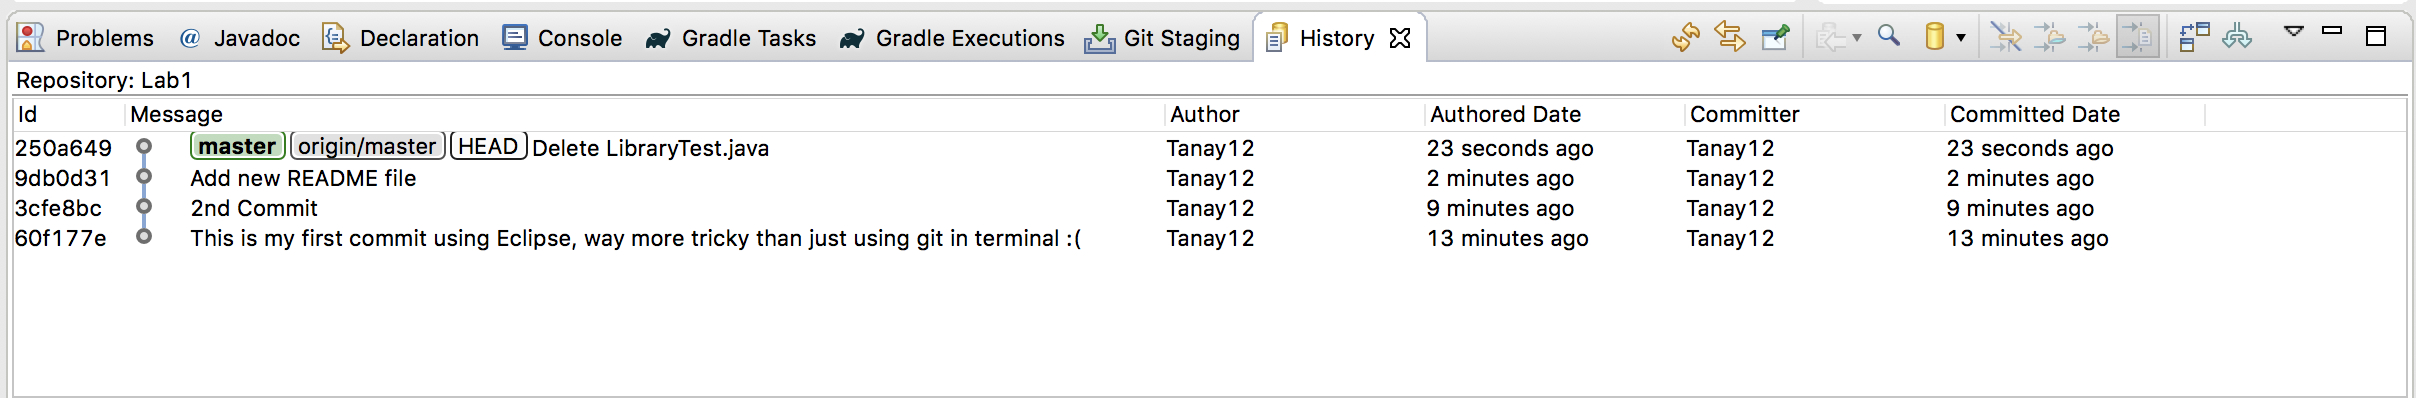 Problems @ Javadoc Declaration Console Gradle Tasks Gradle Executions Git Staging History
Repository: Lab1
Id Message Author Authored Date Committer Committed Date
250a649 master origin/master HEAD Delete LibraryTest.java Tanay12 23 seconds ago Tanay12 23 seconds ago
9db0d31 Add new README file Tanay12 2 minutes ago Tanay12 2 minutes ago
3cfe8bc 2nd Commit Tanay12 9 minutes ago Tanay12 9 minutes ago
60f177e This is my first commit using Eclipse, way more tricky than just using git in terminal :( Tanay12 13 minutes ago Tanay12 13 minutes ago